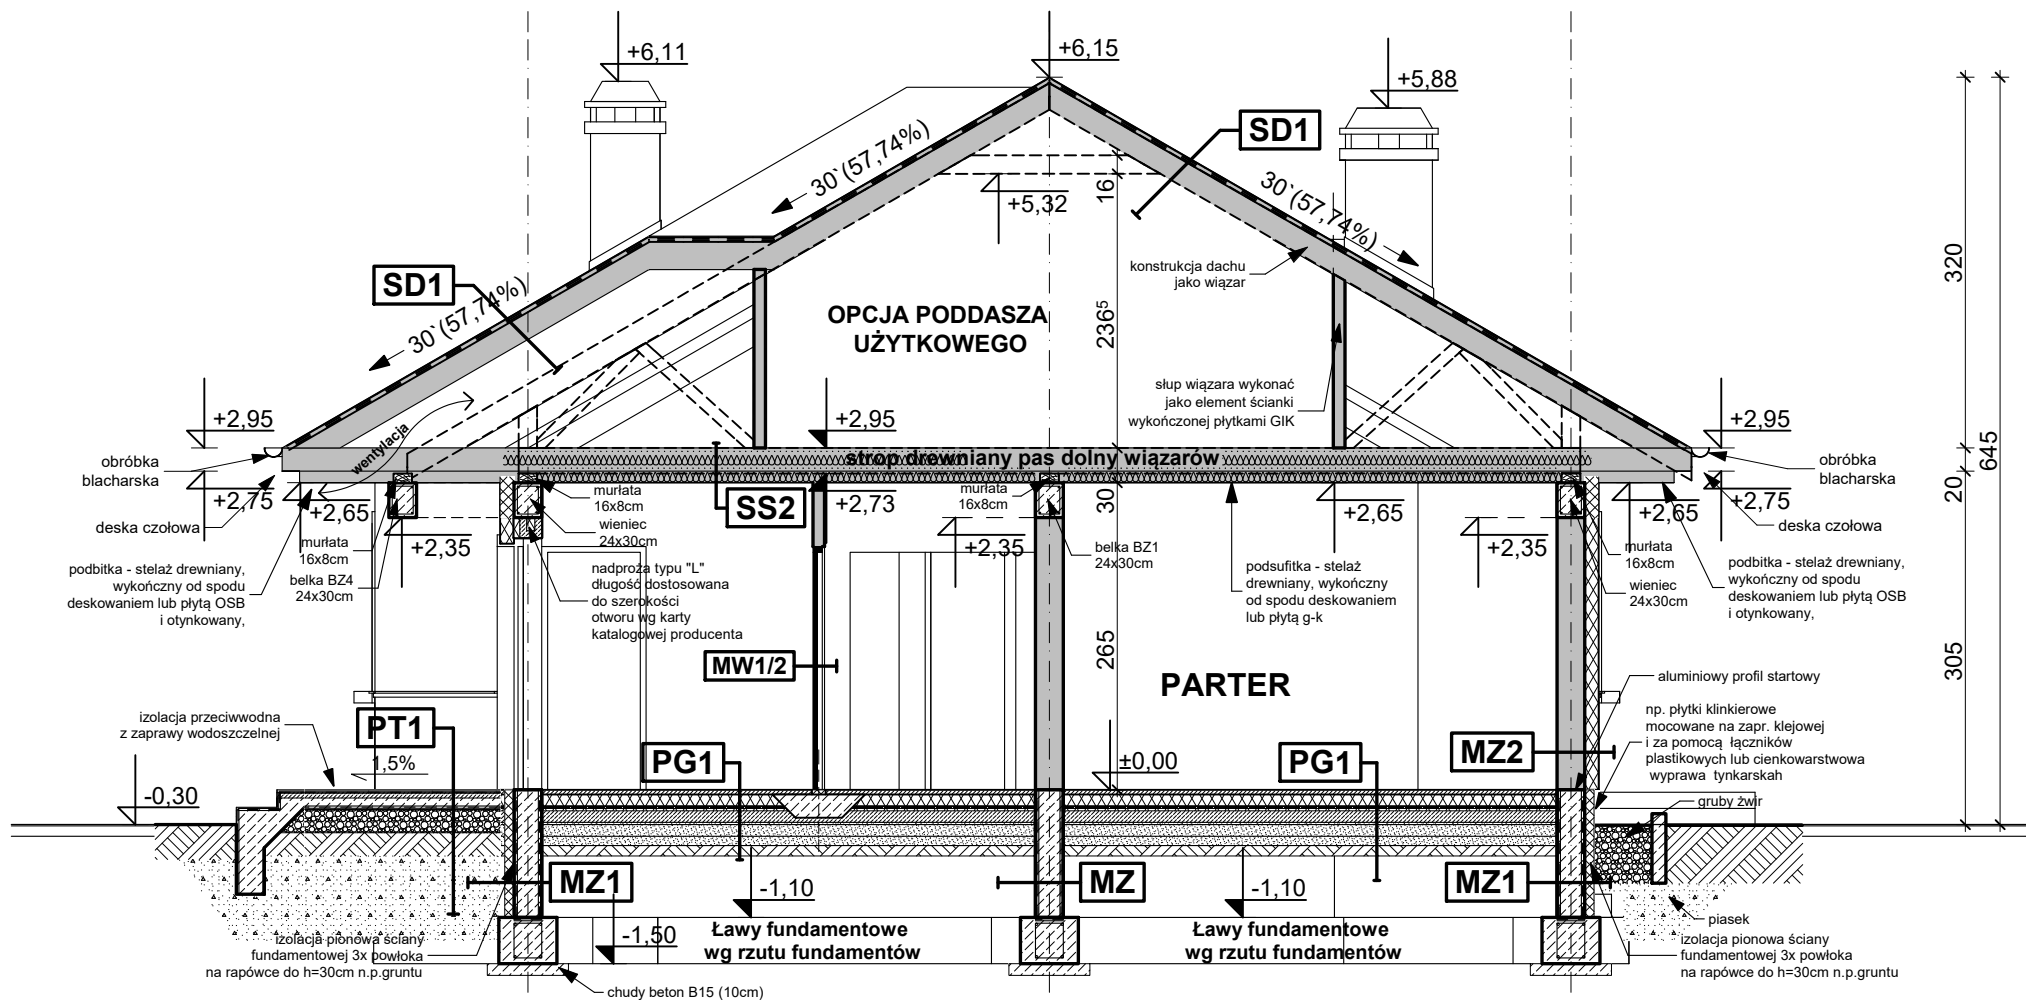 +6,11
+6,15
+5,88
SD1
30`(57,74%)
30`(57,74%)
16
+5,32
320
konstrukcja dachu
jako wiązar
SD1
30`(57,74%)
OPCJA PODDASZA
UŻYTKOWEGO
236⁵
słup wiązara wykonać
jako element ścianki
wykończonej płytkami GIK
+2,95
+2,95
+2,95
645
wentylacja
strop drewniany pas dolny wiązarów
obróbka
blacharska
obróbka
blacharska
+2,75
+2,65
deska czołowa
murłata
16x8cm
SS2
+2,73
murłata
16x8cm
30
+2,65
+2,65
+2,75
20
deska czołowa
wieniec
24x30cm
+2,35
+2,35
+2,35
murłata
16x8cm
belka BZ4
24x30cm
belka BZ1
24x30cm
murłata
16x8cm
wieniec
24x30cm
podbitka - stelaż drewniany,
wykończny od spodu
deskowaniem lub płytą OSB
i otynkowany,
nadproża typu "L"
długość dostosowana
do szerokości
otworu wg karty
katalogowej producenta
podsufitka - stelaż
drewniany, wykończny
od spodu deskowaniem
lub płytą g-k
podbitka - stelaż drewniany,
wykończny od spodu
deskowaniem lub płytą OSB
i otynkowany,
MW1/2
265
PARTER
305
aluminiowy profil startowy
izolacja przeciwwodna
z zaprawy wodoszczelnej
PT1
1,5%
PG1
±0,00
PG1
MZ2
np. płytki klinkierowe
mocowane na zapr. klejowej
i za pomocą łączników
plastikowych lub cienkowarstwowa
wyprawa tynkarskah
-0,30
gruby żwir
MZ1
-1,10
MZ
-1,10
MZ1
piasek
-1,50
Ławy fundamentowe
wg rzutu fundamentów
Ławy fundamentowe
wg rzutu fundamentów
izolacja pionowa ściany
fundamentowej 3x powłoka
na rapówce do h=30cm n.p.gruntu
izolacja pionowa ściany
fundamentowej 3x powłoka
na rapówce do h=30cm n.p.gruntu
chudy beton B15 (10cm)